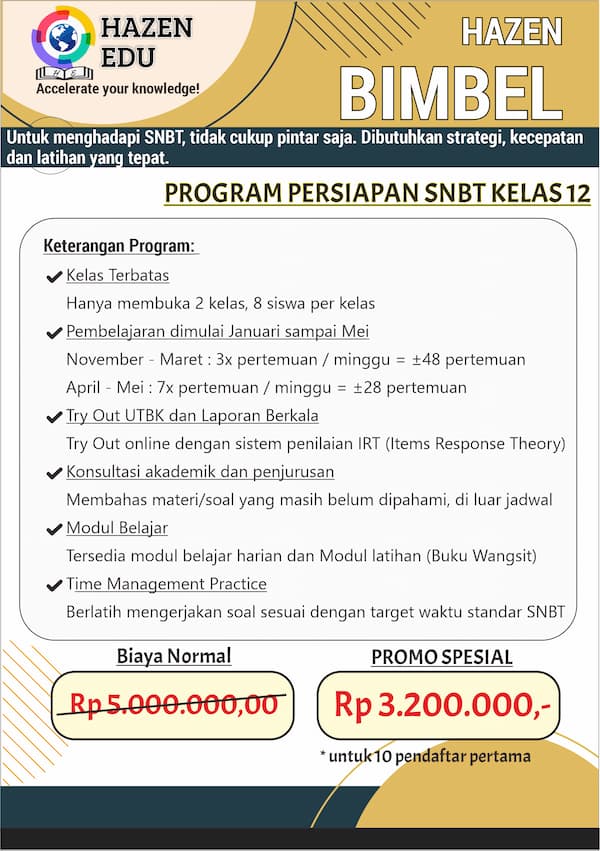 HAZEN
EDU
H E
Accelerate your knowledge!
HAZEN
BIMBEL
Untuk menghadapi SNBT, tidak cukup pintar saja. Dibutuhkan strategi, kecepatan
dan latihan yang tepat.
PROGRAM PERSIAPAN SNBT KELAS 12
Keterangan Program:
Kelas Terbatas
Hanya membuka 2 kelas, 8 siswa per kelas
Pembelajaran dimulai Januari sampai Mei
November - Maret : 3x pertemuan / minggu = ±48 pertemuan
April - Mei : 7x pertemuan / minggu = ±28 pertemuan
Try Out UTBK dan Laporan Berkala
Try Out online dengan sistem penilaian IRT (Items Response Theory)
Konsultasi akademik dan penjurusan
Membahas materi/soal yang masih belum dipahami, di luar jadwal
Modul Belajar
Tersedia modul belajar harian dan Modul latihan (Buku Wangsit)
Time Management Practice
Berlatih mengerjakan soal sesuai dengan target waktu standar SNBT
Biaya Normal
Rp 5.000.000,00
PROMO SPESIAL
Rp 3.200.000,-
* untuk 10 pendaftar pertama